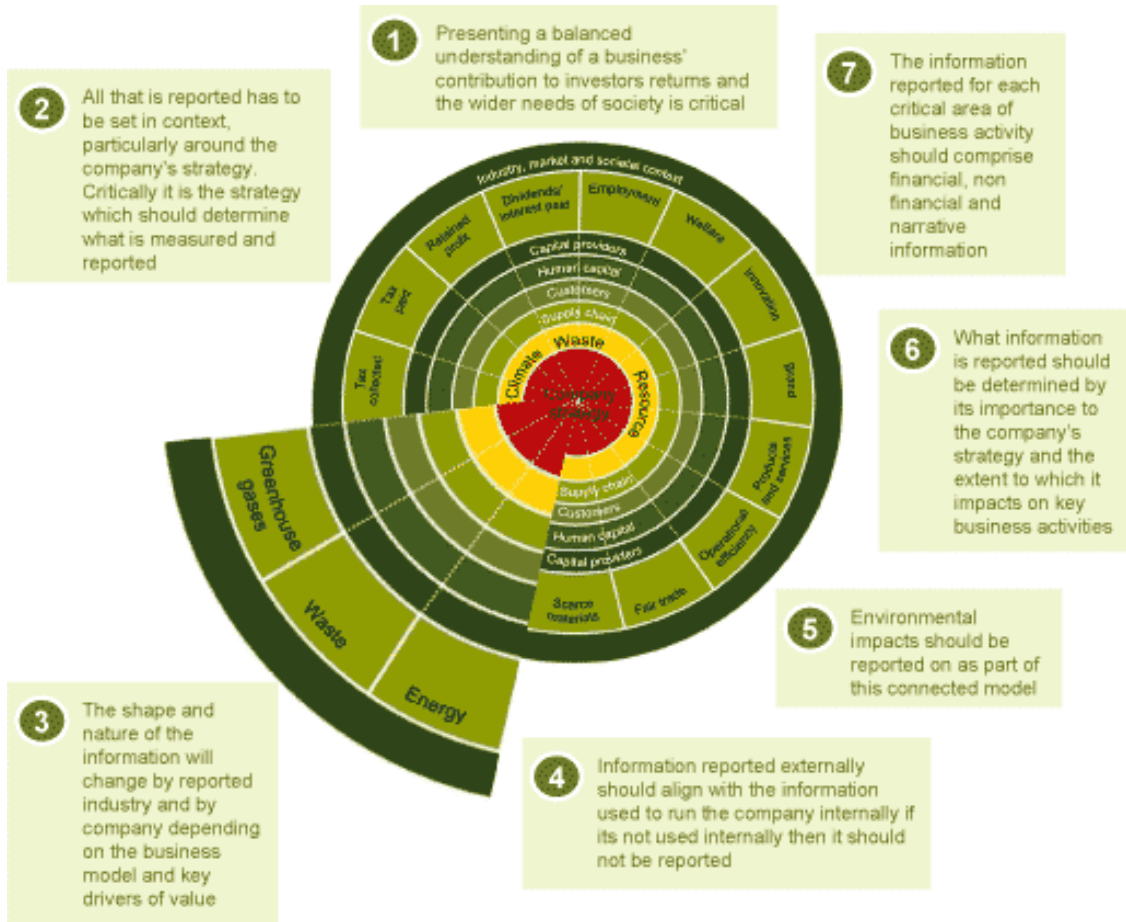 1
Presenting a balanced
understanding of a business'
contribution to investors returns and
the wider needs of society is critical
2
All that is reported has to
be set in context,
particularly around the
company's strategy.
Critically it is the strategy
which should determine
what is measured and
reported
7
The information
reported for each
critical area of
business activity
should comprise
financial, non
financial and
narrative
information
Industry, market and societal context
Tax
collected
Tax
paid
Retained
profit
Dividends/
interest paid
Employment
Welfare
Innovation
Brand
Products
and services
Operational
efficiency
Fair trade
Scarce
materials
Capital providers
Human capital
Customers
Supply chain
Climate
Waste
Resource
Company
strategy
Supply chain
Customers
Human capital
Capital providers
Greenhouse
gases
Waste
Energy
6
What information
is reported should
be determined by
its importance to
the company's
strategy and the
extent to which it
impacts on key
business activities
5
Environmental
impacts should be
reported on as part of
this connected model
3
The shape and
nature of the
information will
change by reported
industry and by
company depending
on the business
model and key
drivers of value
4
Information reported externally
should align with the information
used to run the company internally if
its not used internally then it should
not be reported